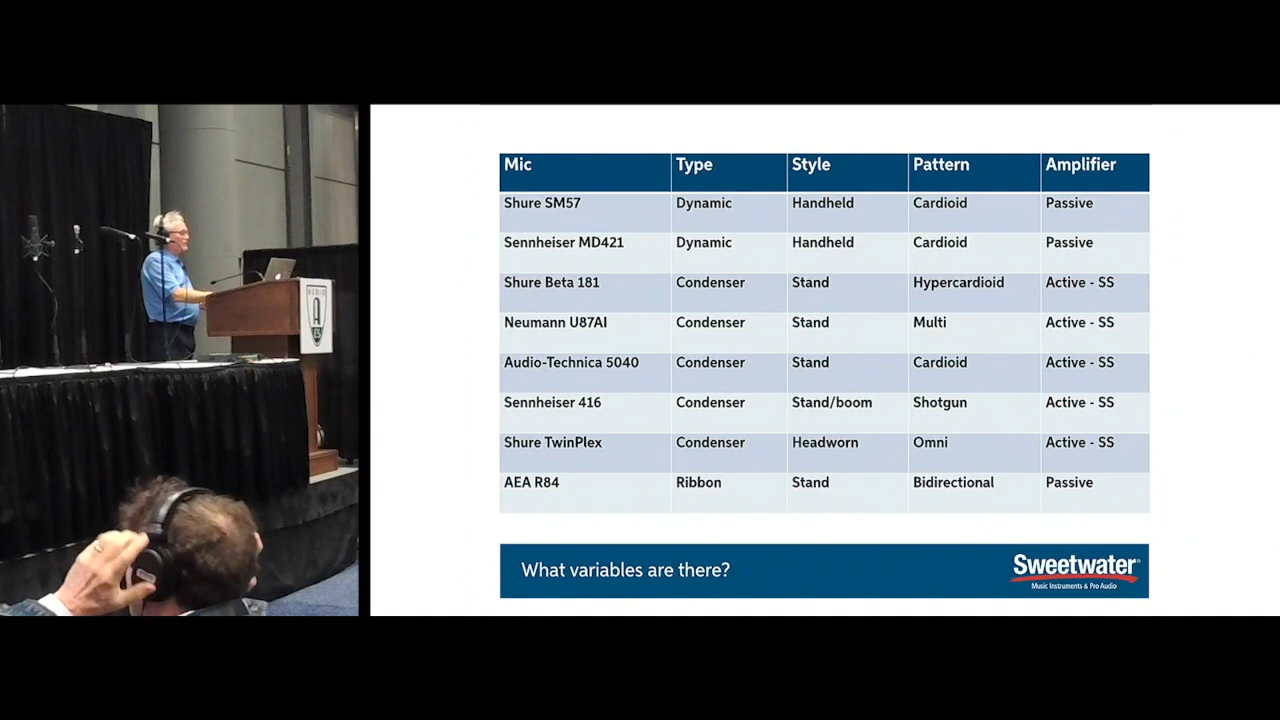 Mic Type Style Pattern Amplifier
Shure SM57 Dynamic Handheld Cardioid Passive
Sennheiser MD421 Dynamic Handheld Cardioid Passive
Shure Beta 181 Condenser Stand Hypercardioid Active - SS
Neumann U87AI Condenser Stand Multi Active - SS
Audio-Technica 5040 Condenser Stand Cardioid Active - SS
Sennheiser 416 Condenser Stand/boom Shotgun Active - SS
Shure TwinPlex Condenser Headworn Omni Active - SS
AEA R84 Ribbon Stand Bidirectional Passive
What variables are there?
Sweetwater®
Music Instruments & Pro Audio
AUDIO
A
ES